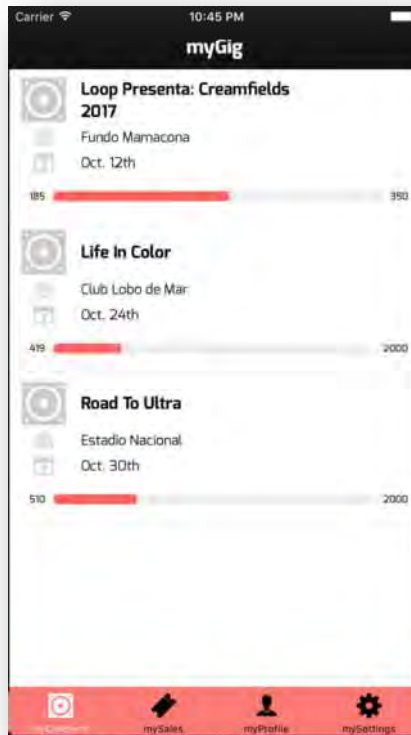 Carrier
10:45 PM
myGig
Loop Presenta: Creamfields
2017
Fundo Mamacona
Oct. 12th
185
350
Life In Color
Club Lobo de Mar
Oct. 24th
419
2000
Road To Ultra
Estadio Nacional
Oct. 30th
510
2000
mySales
myProfile
mySettings